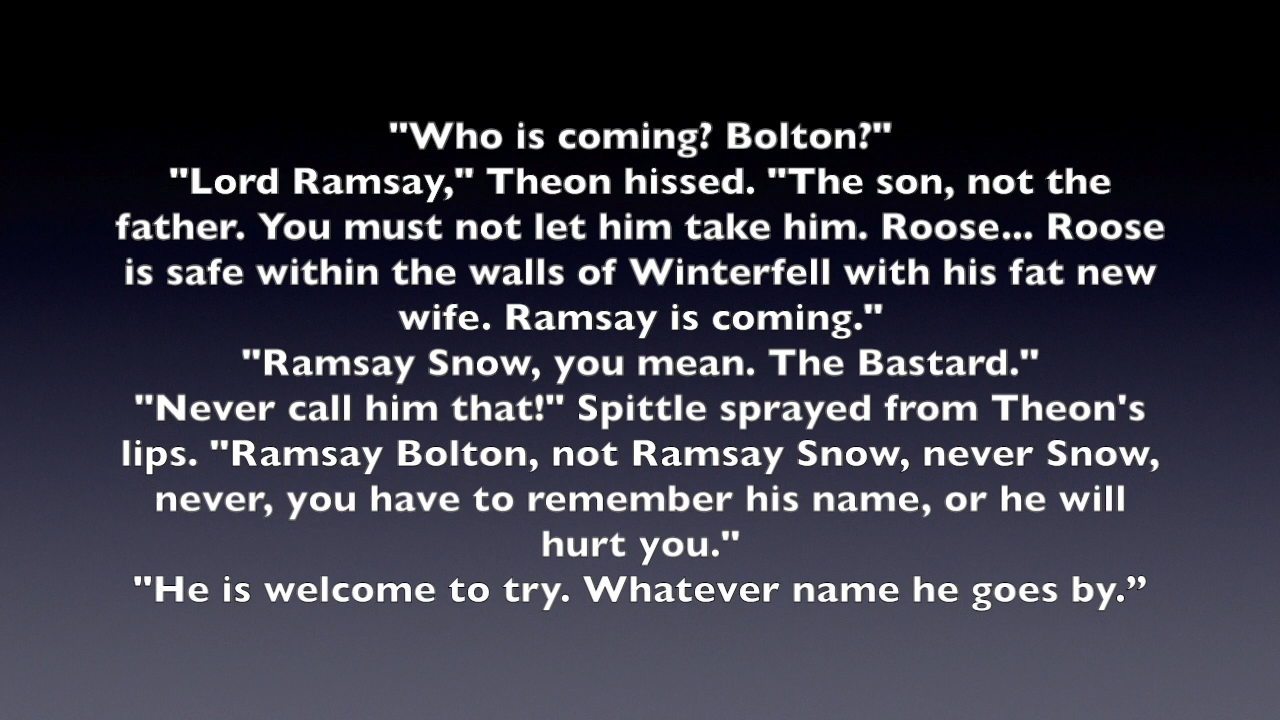 "Who is coming? Bolton?"
"Lord Ramsay," Theon hissed. "The son, not the
father. You must not let him take him. Roose... Roose
is safe within the walls of Winterfell with his fat new
wife. Ramsay is coming."
"Ramsay Snow, you mean. The Bastard."
"Never call him that!" Spittle sprayed from Theon's
lips. "Ramsay Bolton, not Ramsay Snow, never Snow,
never, you have to remember his name, or he will
hurt you."
"He is welcome to try. Whatever name he goes by.”